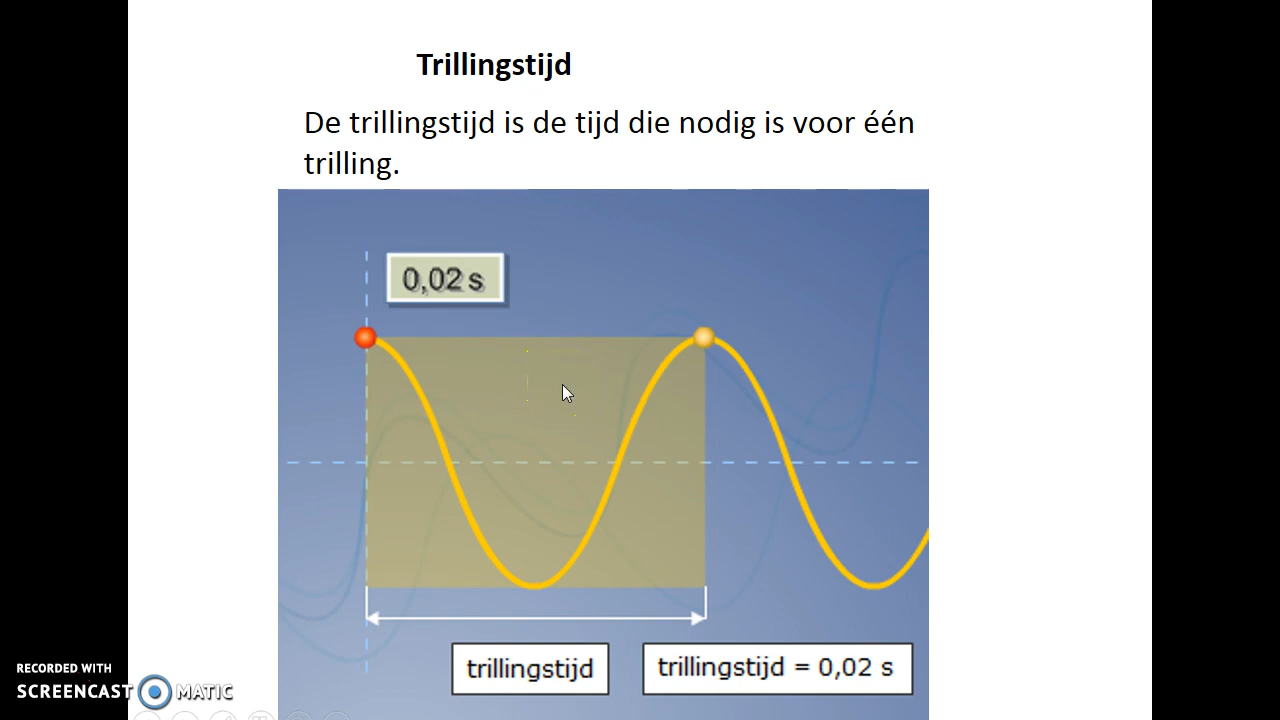 Trillingstijd
De trillingstijd is de tijd die nodig is voor één
trilling.
0,02 s
trillingstijd
trillingstijd = 0,02 s
RECORDED WITH
SCREENCAST MATIC